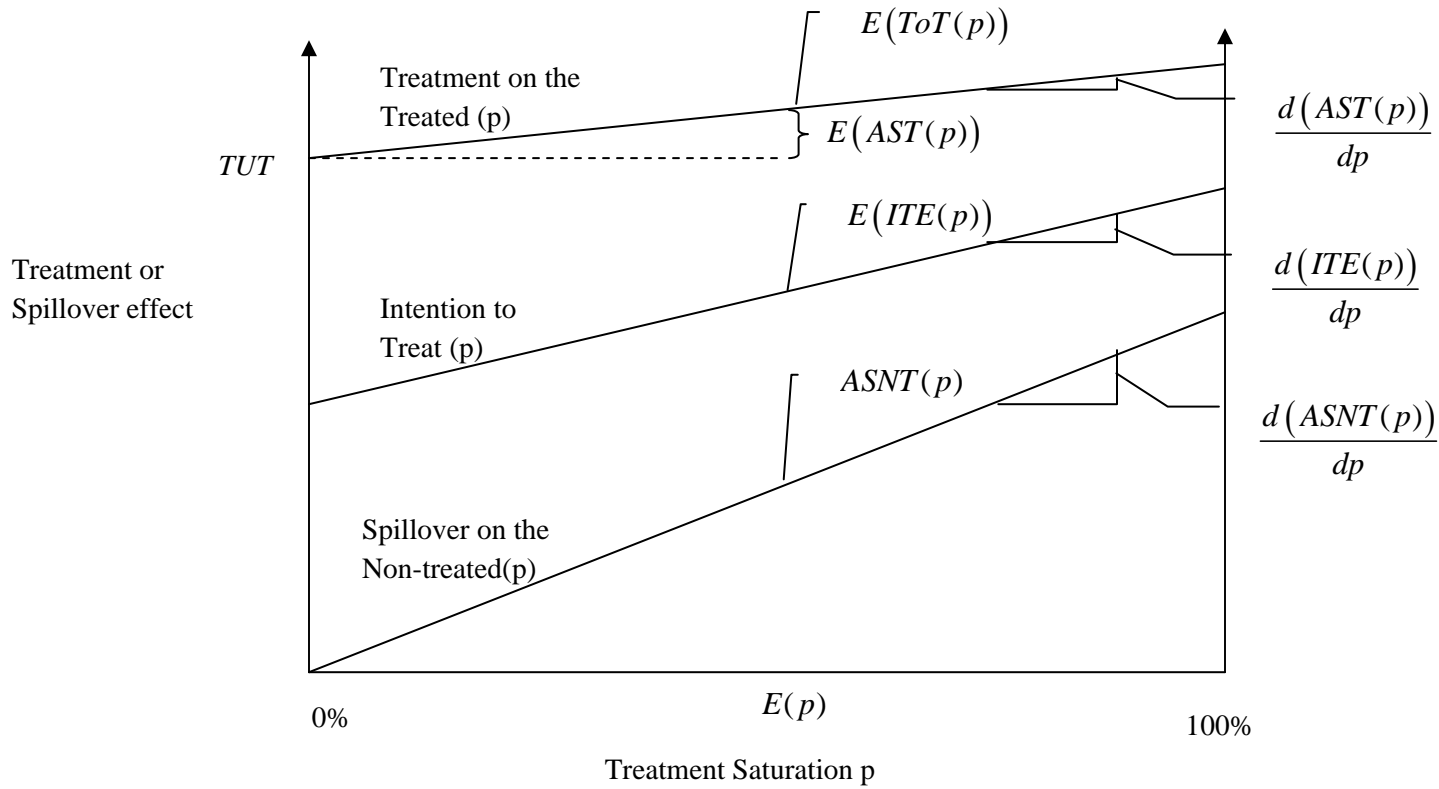 E(ToT(p))
Treatment on the
Treated (p)
d(AST(p))
dp
E(AST(p))
TUT
E(ITE(p))
d(ITE(p))
dp
Treatment or
Spillover effect
Intention to
Treat (p)
ASNT(p)
d(ASNT(p))
dp
Spillover on the
Non-treated(p)
0%
E(p)
100%
Treatment Saturation p